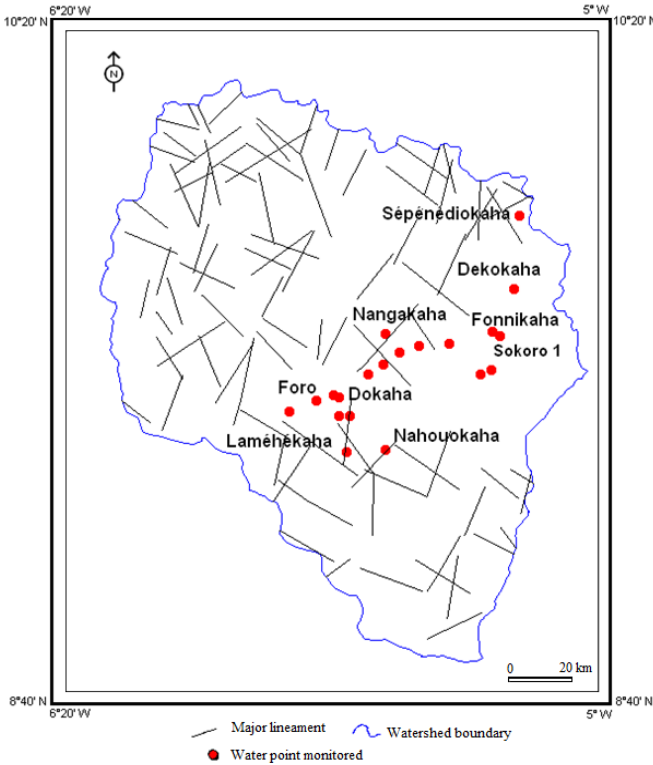 6°20' W 5° W
10°20' N 10°20' N
N
Sépénédiokaha
Dekokaha
Nangakaha Fonnikaha
Sokoro 1
Foro Dokaha
Laméhékaha Nahouokaha
0 20 km
8°40' N 8°40' N
6°20' W 5° W
Major lineament Watershed boundary
Water point monitored